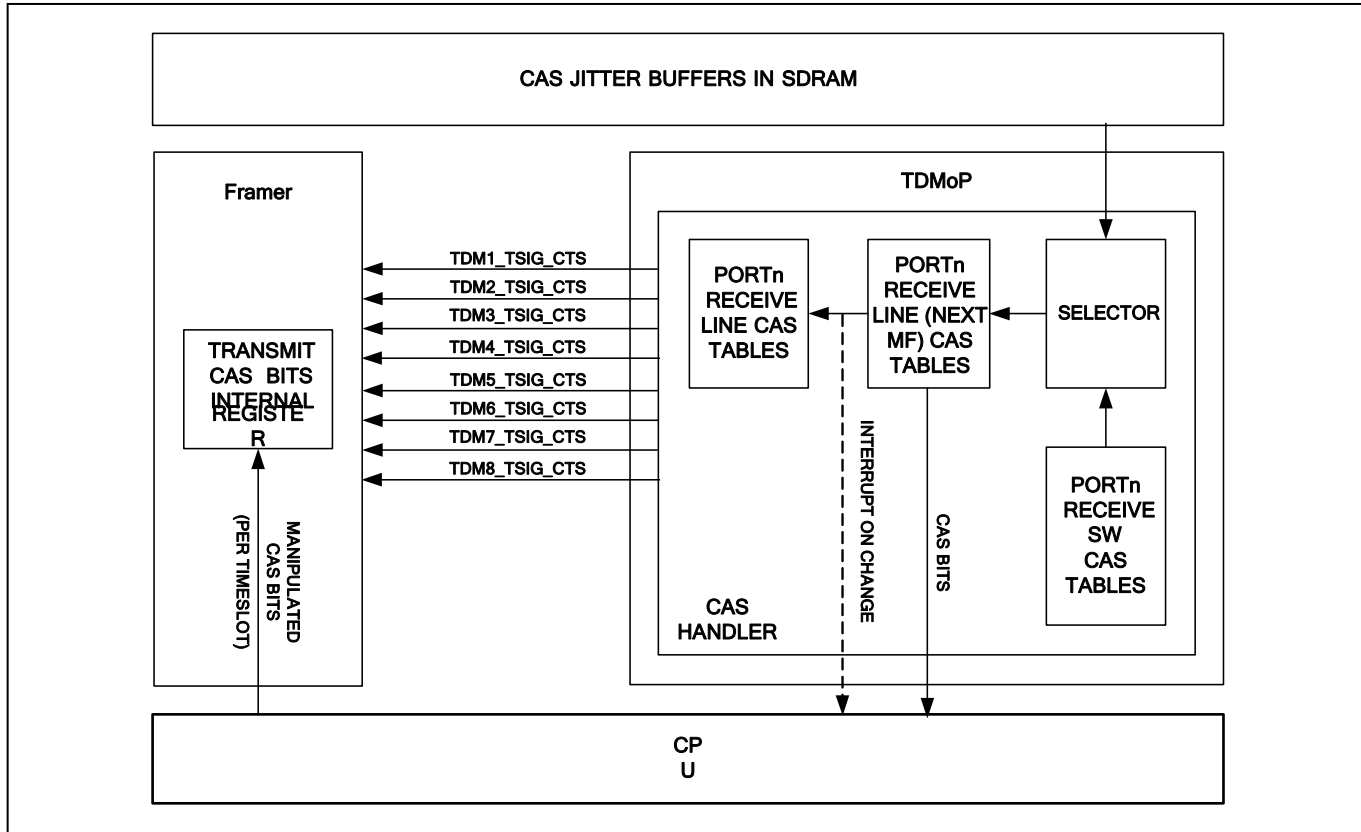 CAS JITTER BUFFERS IN SDRAM
Framer
TRANSMIT
CAS BITS
INTERNAL
REGISTE
R
MANIPULATED
CAS BITS
(PER TIMESLOT)
TDM1_TSIG_CTS
TDM2_TSIG_CTS
TDM3_TSIG_CTS
TDM4_TSIG_CTS
TDM5_TSIG_CTS
TDM6_TSIG_CTS
TDM7_TSIG_CTS
TDM8_TSIG_CTS
TDMoP
PORTn
RECEIVE
LINE CAS
TABLES
PORTn
RECEIVE
LINE (NEXT
MF) CAS
TABLES
SELECTOR
PORTn
RECEIVE
SW
CAS
TABLES
INTERRUPT ON CHANGE
CAS BITS
CAS
HANDLER
CP
U